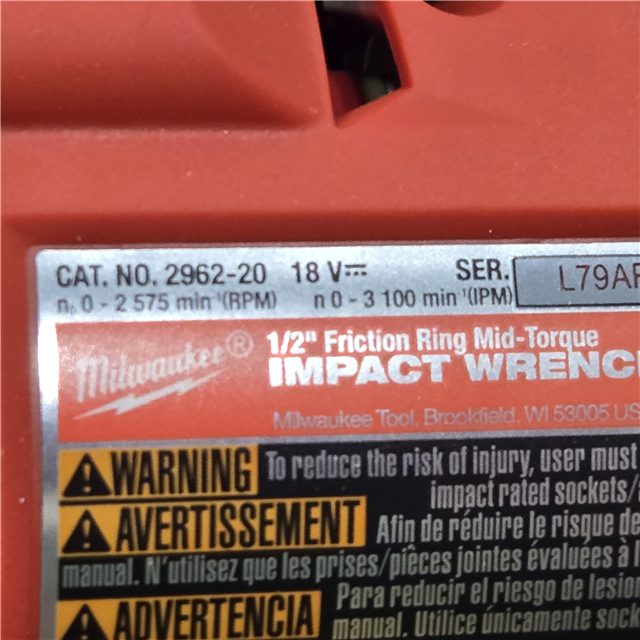 CAT. NO. 2962-20 18 V⎓ SER. L79AF
n₀ 0 - 2 575 min⁻¹(RPM) n 0 - 3 100 min⁻¹(IPM)
Milwaukee®
1/2" Friction Ring Mid-Torque
IMPACT WRENC
Milwaukee Tool, Brookfield, WI 53005 US
WARNING To reduce the risk of injury, user must
impact rated sockets/
AVERTISSEMENT Afin de réduire le risque de
manual. N'utilisez que les prises/pièces jointes évaluées à l
ADVERTENCIA Para reducir el riesgo de lesio
manual. Utilice únicamente